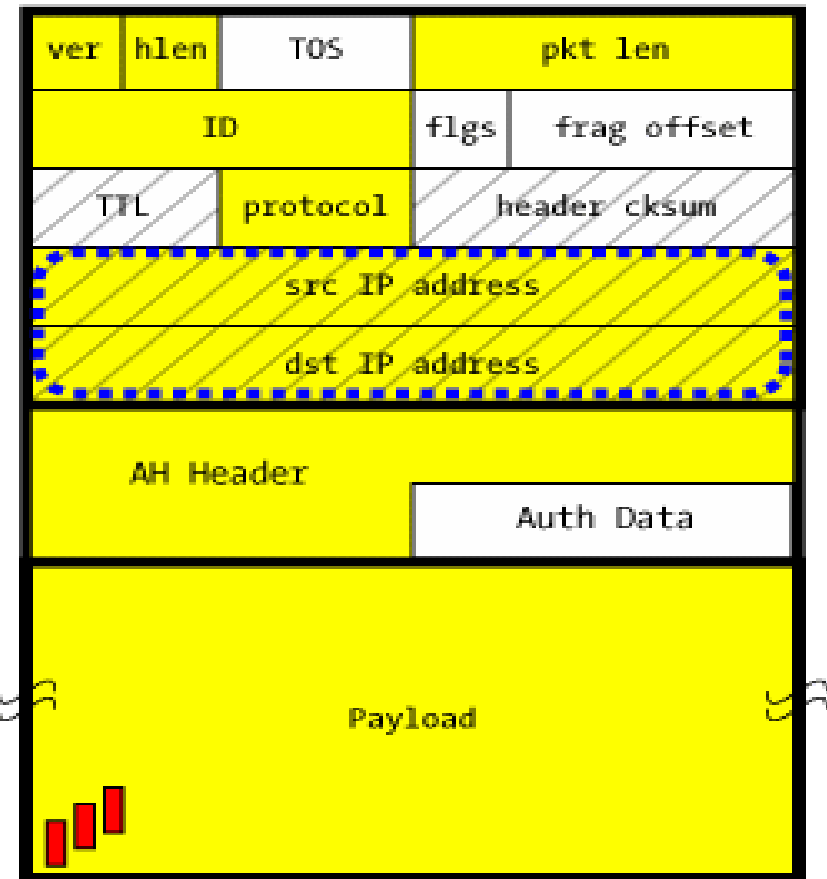 ver hlen TOS pkt len
ID flgs frag offset
TTL protocol header cksum
src IP address
dst IP address
AH Header
Auth Data
Payload